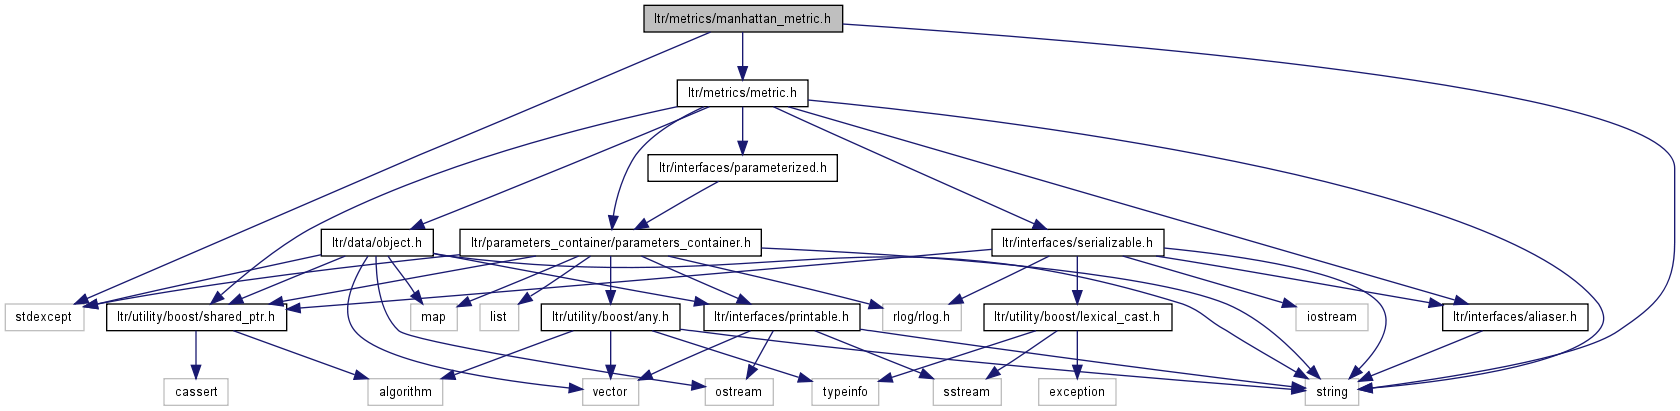 ltr/metrics/manhattan_metric.h
ltr/metrics/metric.h
ltr/interfaces/parameterized.h
ltr/data/object.h
ltr/parameters_container/parameters_container.h
ltr/interfaces/serializable.h
stdexcept
ltr/utility/boost/shared_ptr.h
map
list
ltr/utility/boost/any.h
ltr/interfaces/printable.h
rlog/rlog.h
ltr/utility/boost/lexical_cast.h
iostream
ltr/interfaces/aliaser.h
cassert
algorithm
vector
ostream
typeinfo
sstream
exception
string